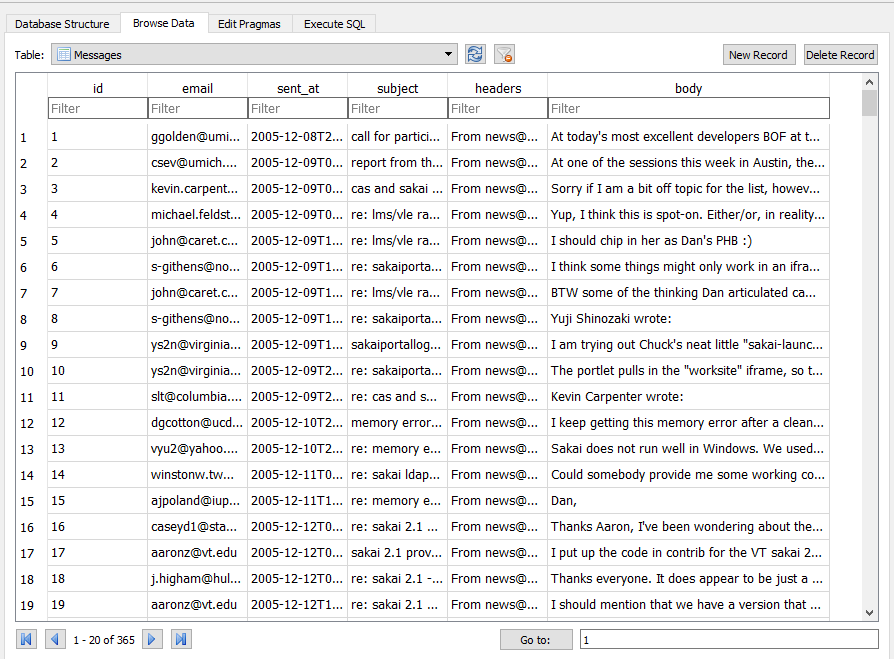 Database Structure Browse Data Edit Pragmas Execute SQL
Table: Messages New Record Delete Record
id email sent_at subject headers body
Filter Filter Filter Filter Filter Filter
1 1 ggolden@umi... 2005-12-08T2... call for partici... From news@... At today's most excellent developers BOF at t...
2 2 csev@umich.... 2005-12-09T0... report from th... From news@... At one of the sessions this week in Austin, the...
3 3 kevin.carpent... 2005-12-09T0... cas and sakai ... From news@... Sorry if I am a bit off topic for the list, howev...
4 4 michael.feldst... 2005-12-09T0... re: lms/vle ra... From news@... Yup, I think this is spot-on. Either/or, in reality...
5 5 john@caret.c... 2005-12-09T1... re: lms/vle ra... From news@... I should chip in her as Dan's PHB :)
6 6 s-githens@no... 2005-12-09T1... re: sakaiporta... From news@... I think some things might only work in an ifra...
7 7 john@caret.c... 2005-12-09T1... re: lms/vle ra... From news@... BTW some of the thinking Dan articulated ca...
8 8 s-githens@no... 2005-12-09T1... re: sakaiporta... From news@... Yuji Shinozaki wrote:
9 9 ys2n@virginia... 2005-12-09T1... sakaiportallog... From news@... I am trying out Chuck's neat little "sakai-launc...
10 10 ys2n@virginia... 2005-12-09T2... re: sakaiporta... From news@... The portlet pulls in the "worksite" iframe, so t...
11 11 slt@columbia.... 2005-12-09T2... re: cas and s... From news@... Kevin Carpenter wrote:
12 12 dgcotton@ucd... 2005-12-10T2... memory error... From news@... I keep getting this memory error after a clean...
13 13 vyu2@yahoo.... 2005-12-10T2... re: memory e... From news@... Sakai does not run well in Windows. We used...
14 14 winstonw.tw... 2005-12-11T0... re: sakai ldap... From news@... Could somebody provide me some working co...
15 15 ajpoland@iup... 2005-12-11T1... re: memory e... From news@... Dan,
16 16 caseyd1@sta... 2005-12-12T0... re: sakai 2.1 ... From news@... Thanks Aaron, I've been wondering about the...
17 17 aaronz@vt.edu 2005-12-12T0... sakai 2.1 prov... From news@... I put up the code in contrib for the VT sakai 2...
18 18 j.higham@hul... 2005-12-12T0... re: sakai 2.1 -... From news@... Thanks everyone. It does appear to be just a ...
19 19 aaronz@vt.edu 2005-12-12T1... re: sakai 2.1 ... From news@... I should mention that we have a version that ...
1 - 20 of 365 Go to: 1